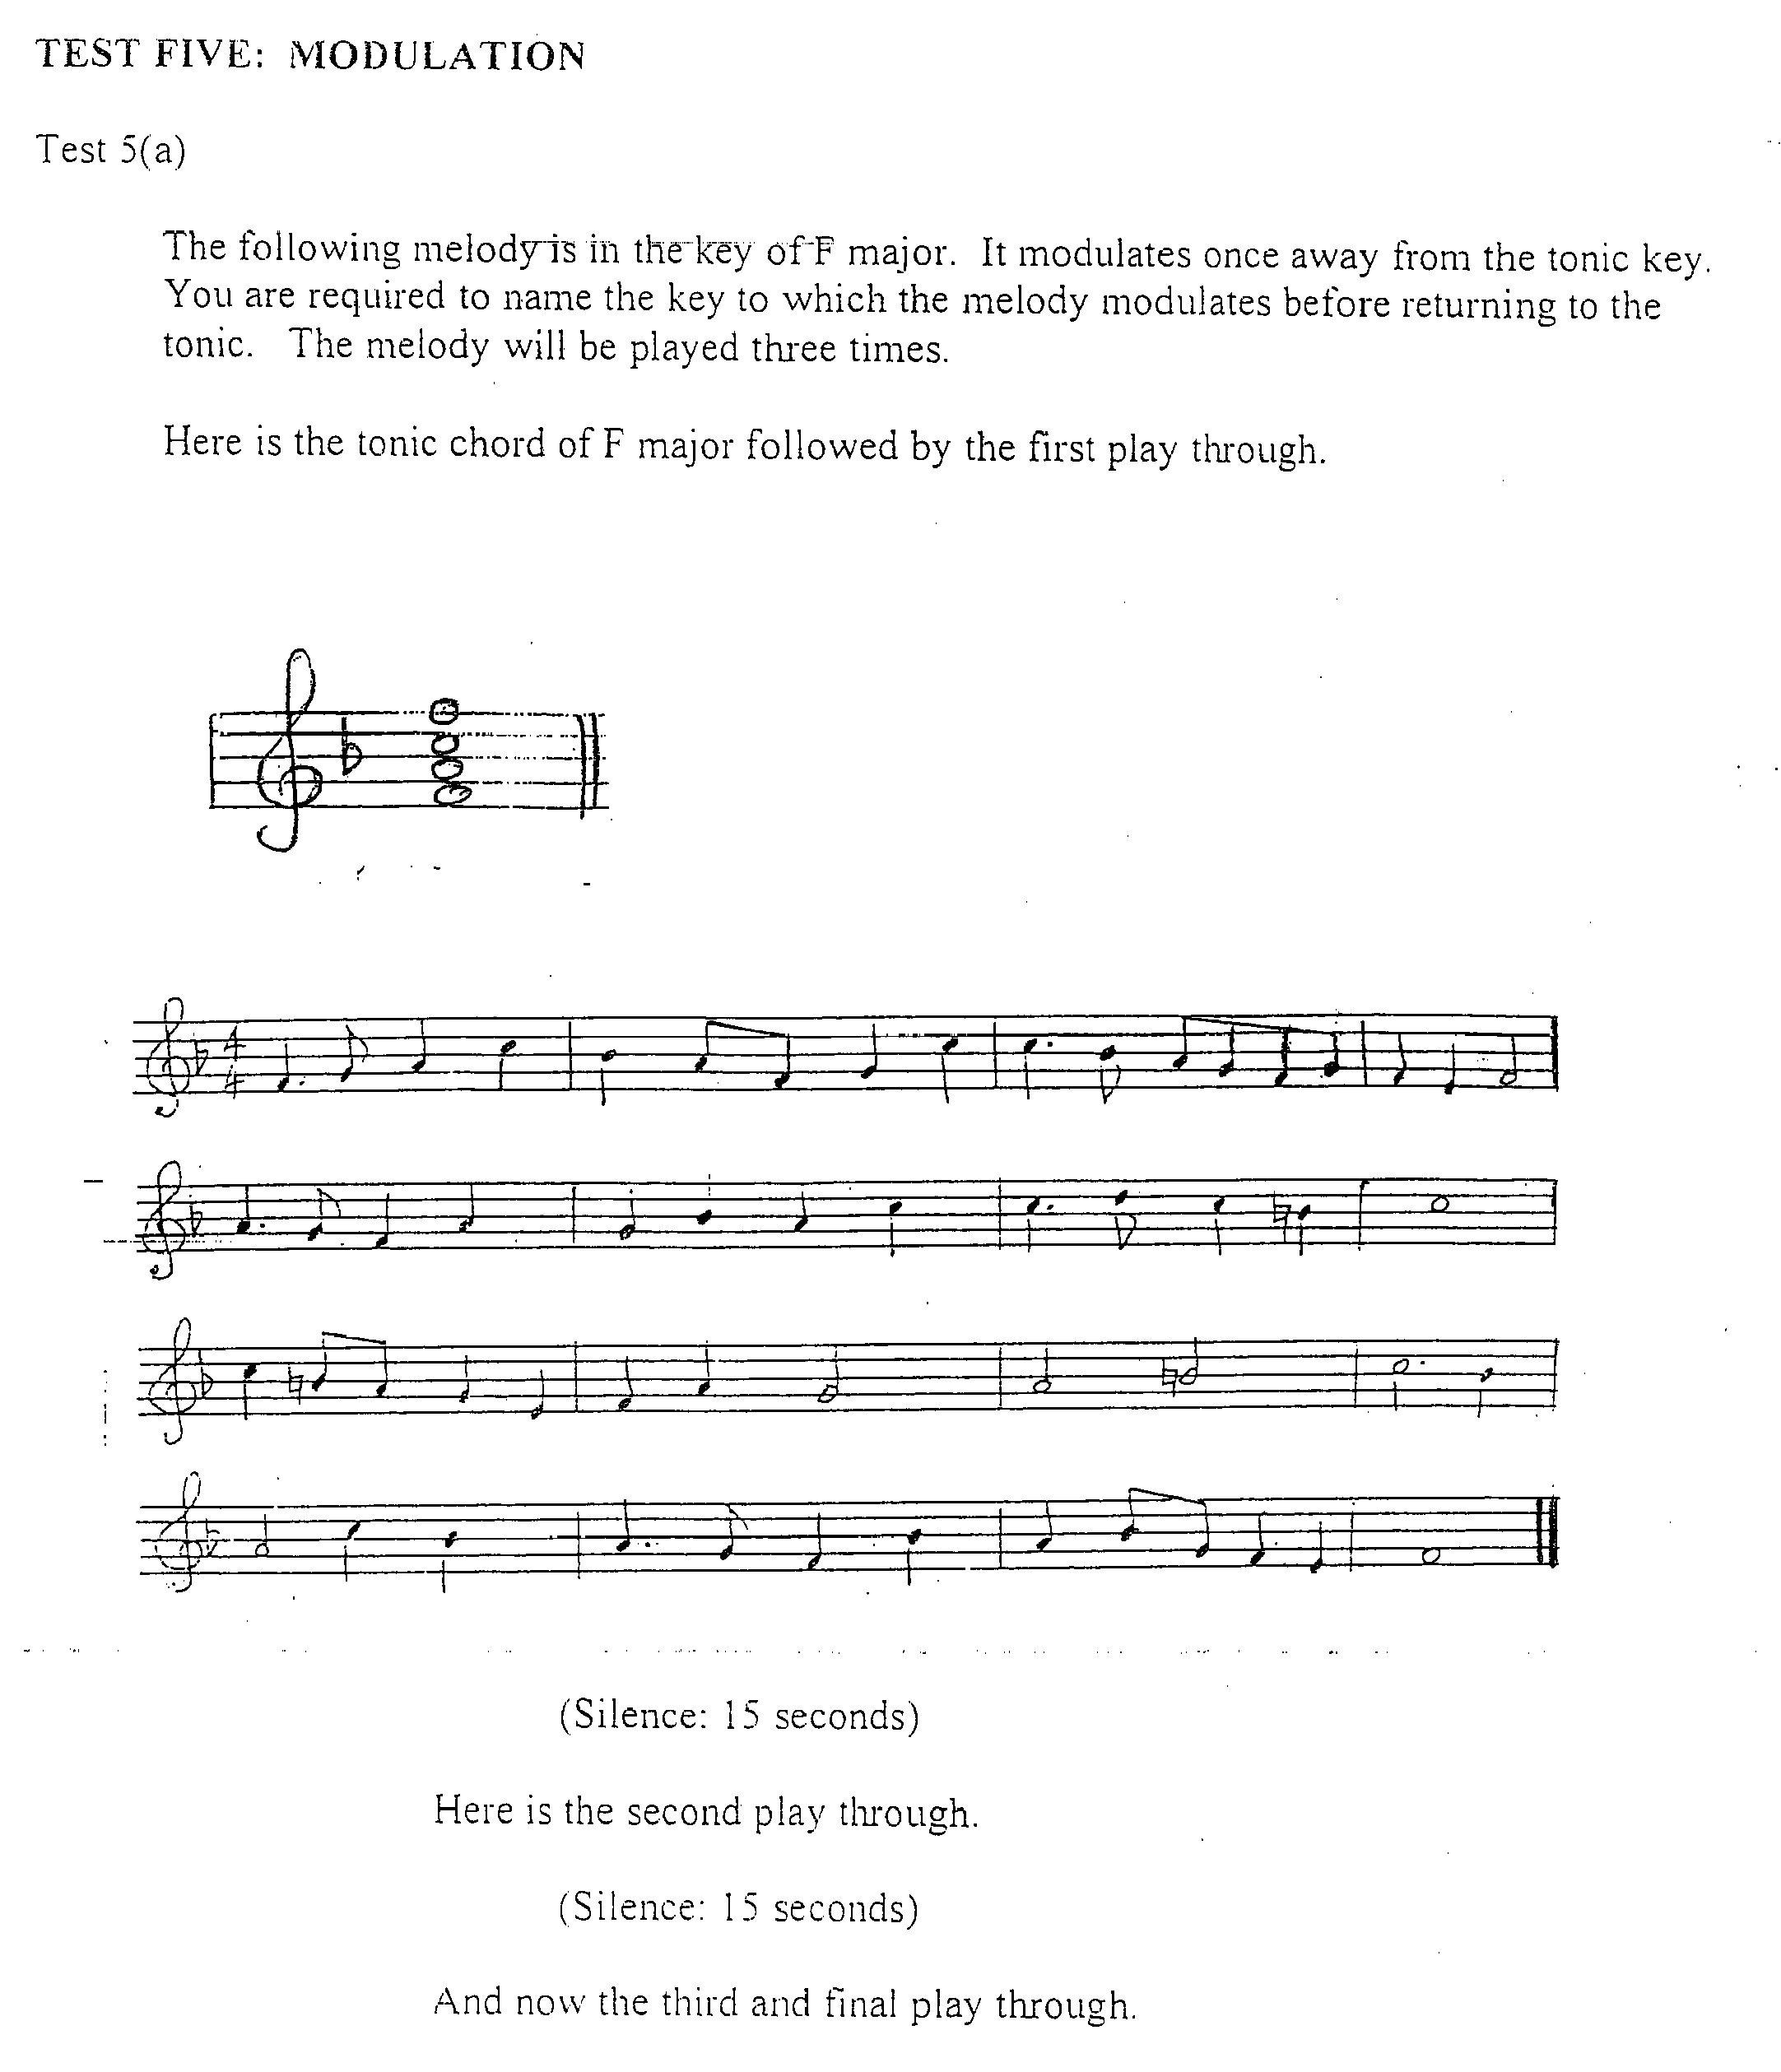 TEST FIVE: MODULATION
Test 5(a)
The following melody is in the key of F major. It modulates once away from the tonic key.
You are required to name the key to which the melody modulates before returning to the
tonic. The melody will be played three times.
Here is the tonic chord of F major followed by the first play through.
4
4
(Silence: 15 seconds)
Here is the second play through.
(Silence: 15 seconds)
And now the third and final play through.